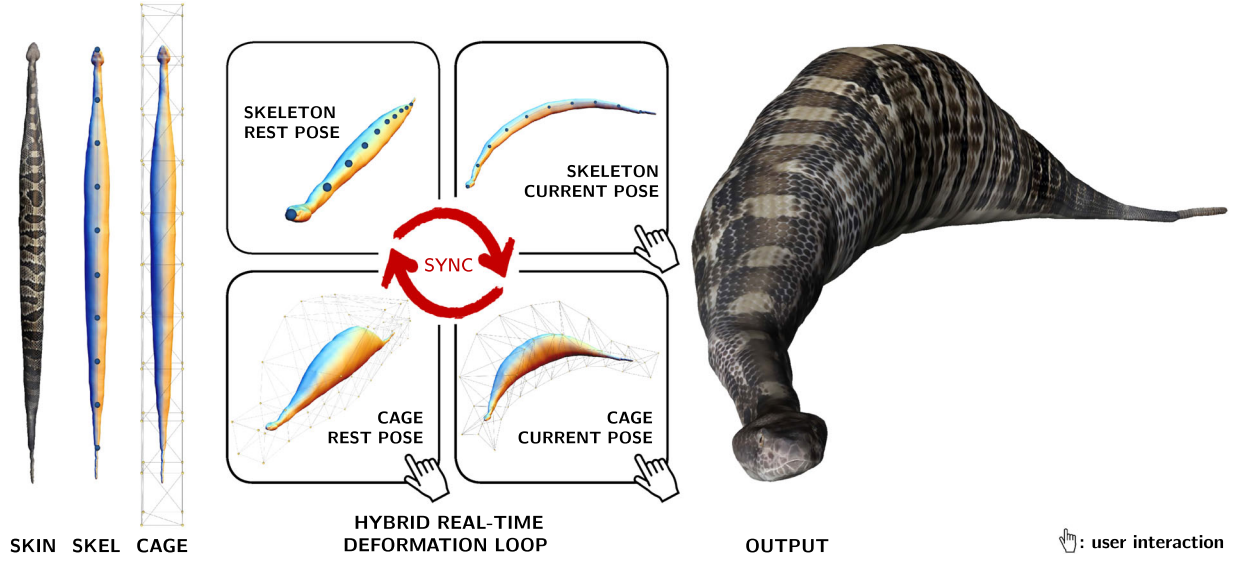 SKELETON
REST POSE
SKELETON
CURRENT POSE
SYNC
CAGE
REST POSE
CAGE
CURRENT POSE
HYBRID REAL-TIME
DEFORMATION LOOP
SKIN
SKEL
CAGE
OUTPUT
: user interaction